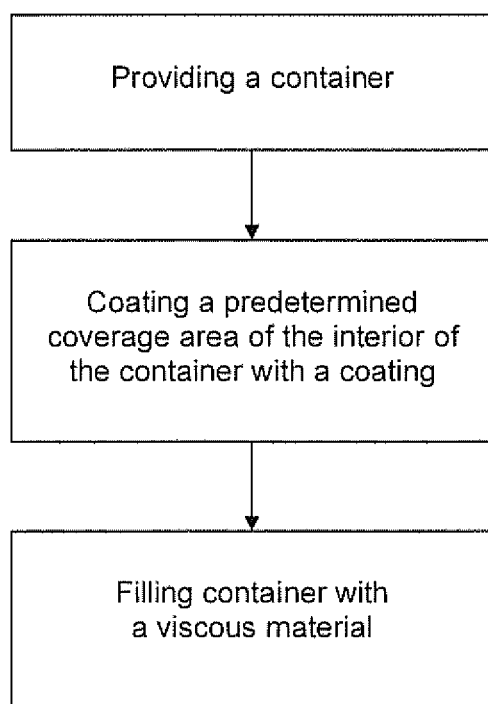 Providing a container
Coating a predetermined
coverage area of the interior of
the container with a coating
Filling container with
a viscous material